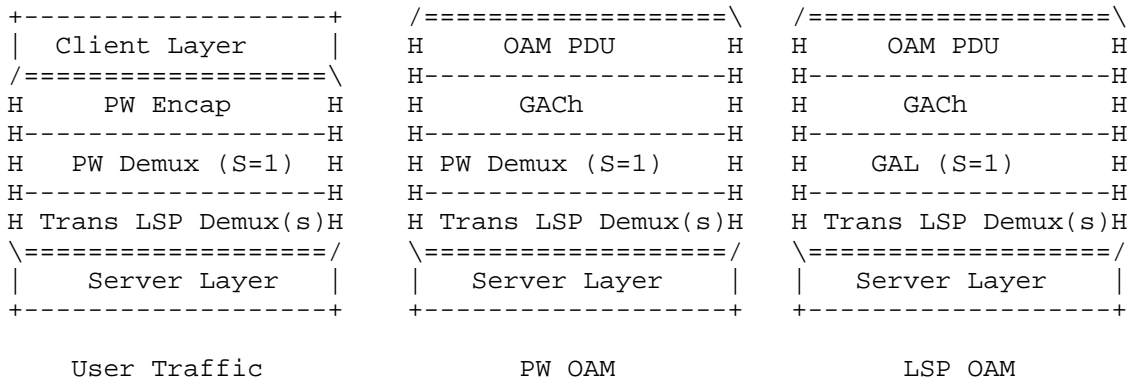 +-------------------+  /===================\  /===================\
|  Client Layer     |  H     OAM PDU       H  H     OAM PDU       H
/===================\  H-------------------H  H-------------------H
H     PW Encap      H  H      GACh         H  H      GACh         H
H-------------------H  H-------------------H  H-------------------H
H   PW Demux (S=1)  H  H PW Demux (S=1)    H  H    GAL (S=1)      H
H-------------------H  H-------------------H  H-------------------H
H Trans LSP Demux(s)H  H Trans LSP Demux(s)H  H Trans LSP Demux(s)H
\===================/  \===================/  \===================/
|    Server Layer   |  |   Server Layer    |  |   Server Layer    |
+-------------------+  +-------------------+  +-------------------+
User Traffic              PW OAM                     LSP OAM